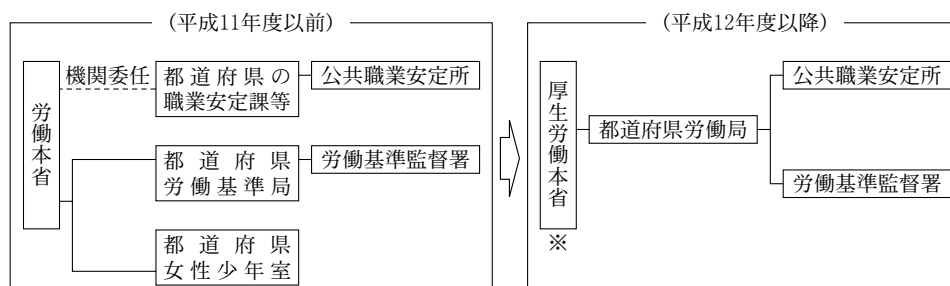 （平成11年度以前）
労働本省
機関委任
都道府県の
職業安定課等
公共職業安定所
都道府県
労働基準局
労働基準監督署
都道府県
女性少年室
（平成12年度以降）
厚生労働本省
※
都道府県労働局
公共職業安定所
労働基準監督署